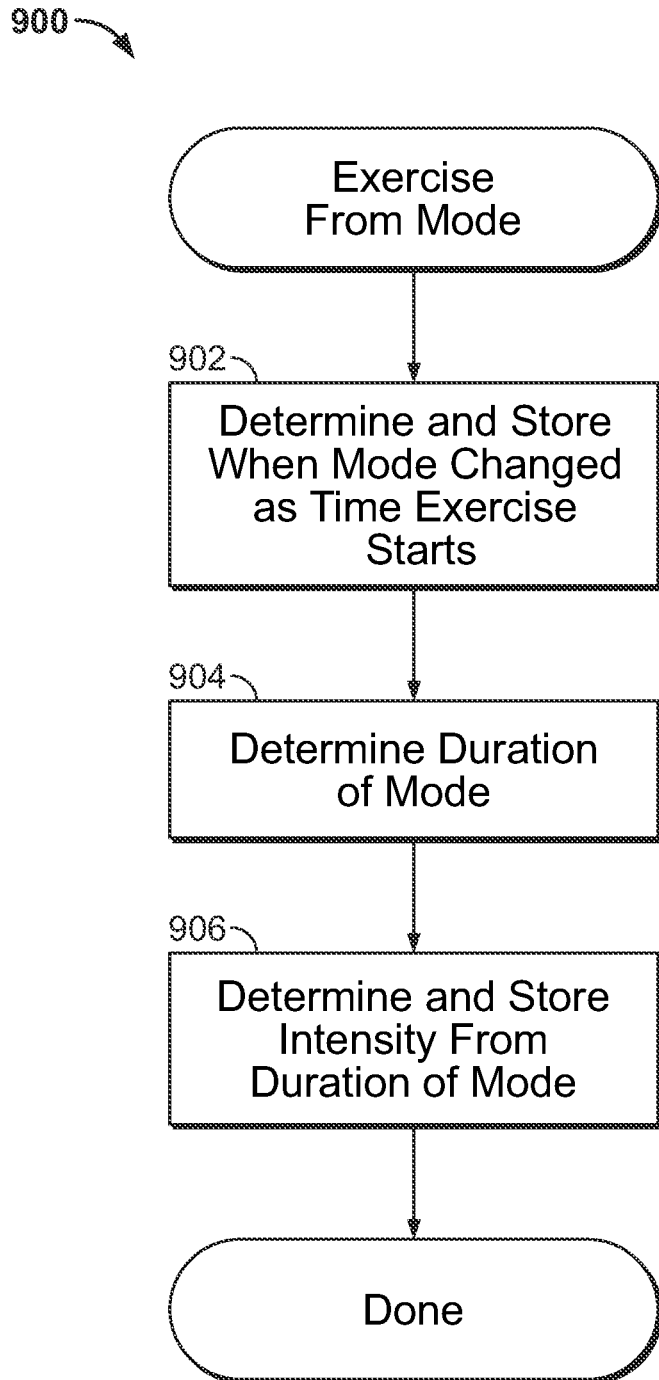 900
Exercise
From Mode
902
Determine and Store
When Mode Changed
as Time Exercise
Starts
904
Determine Duration
of Mode
906
Determine and Store
Intensity From
Duration of Mode
Done